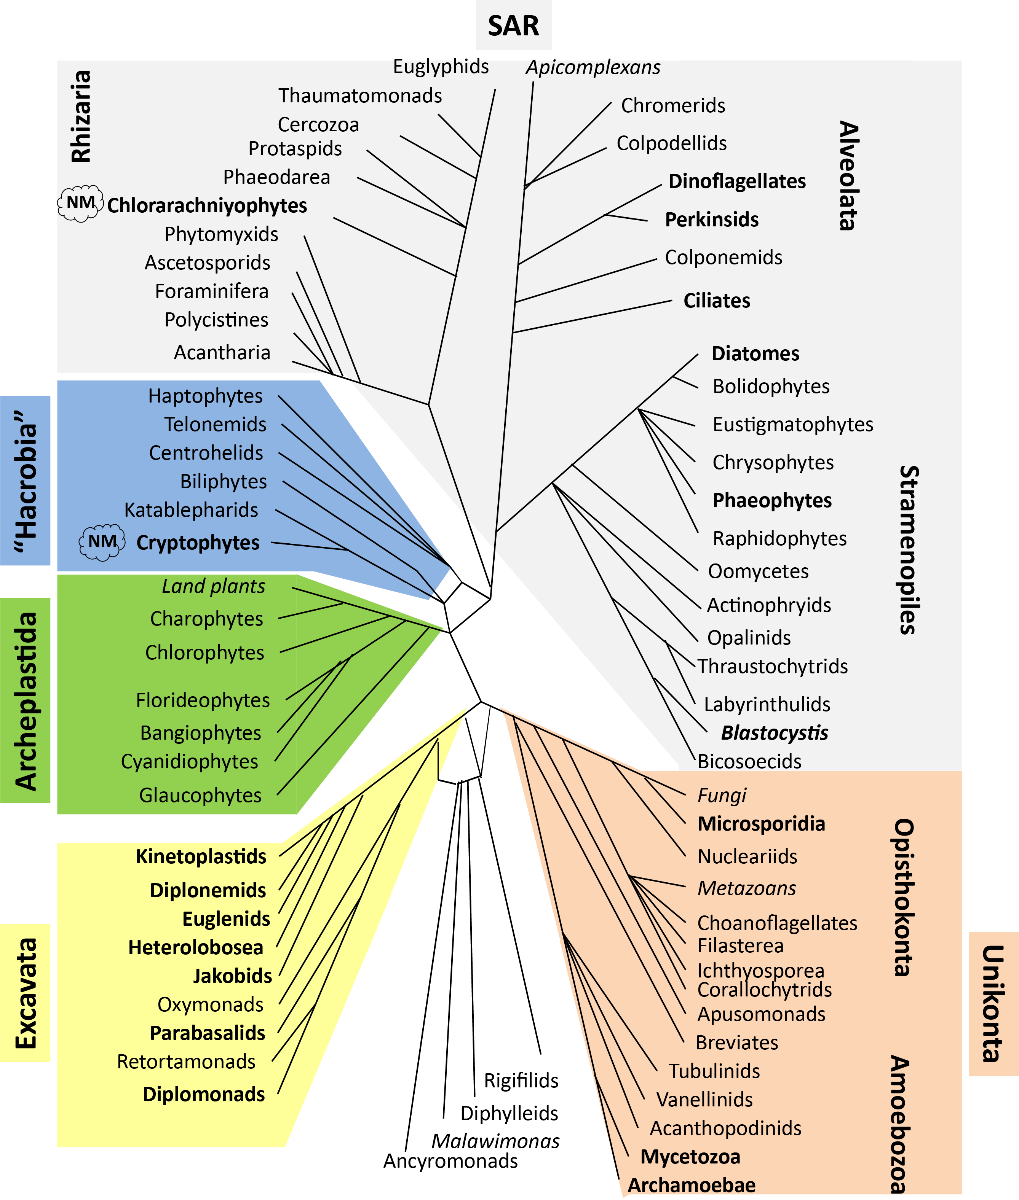 SAR
Rhizaria
Euglyphids
Thaumatomonads
Cercozoa
Protaspids
Phaeodarea
NM
Chlorarachniyophytes
Phytomyxids
Ascetosporids
Foraminifera
Polycistines
Acantharia
Apicomplexans
Chromerids
Colpodellids
Dinoflagellates
Perkinsids
Colponemids
Ciliates
Alveolata
Diatomes
Bolidophytes
Eustigmatophytes
Chrysophytes
Phaeophytes
Raphidophytes
Oomycetes
Actinophryids
Opalinids
Thraustochytrids
Labyrinthulids
Blastocystis
Bicosoecids
Stramenopiles
"Hacrobia"
Haptophytes
Telonemids
Centrohelids
Biliphytes
Katablepharids
NM
Cryptophytes
Archeplastida
Land plants
Charophytes
Chlorophytes
Florideophytes
Bangiophytes
Cyanidiophytes
Glaucophytes
Excavata
Kinetoplastids
Diplonemids
Euglenids
Heterolobosea
Jakobids
Oxymonads
Parabasalids
Retortamonads
Diplomonads
Rigifilids
Diphylleids
Malawimonas
Ancyromonads
Fungi
Microsporidia
Nucleariids
Metazoans
Choanoflagellates
Filasterea
Ichthyosporea
Corallochytrids
Apusomonads
Breviates
Tubulinids
Vanellinids
Acanthopodinids
Mycetozoa
Archamoebae
Opisthokonta
Amoebozoa
Unikonta